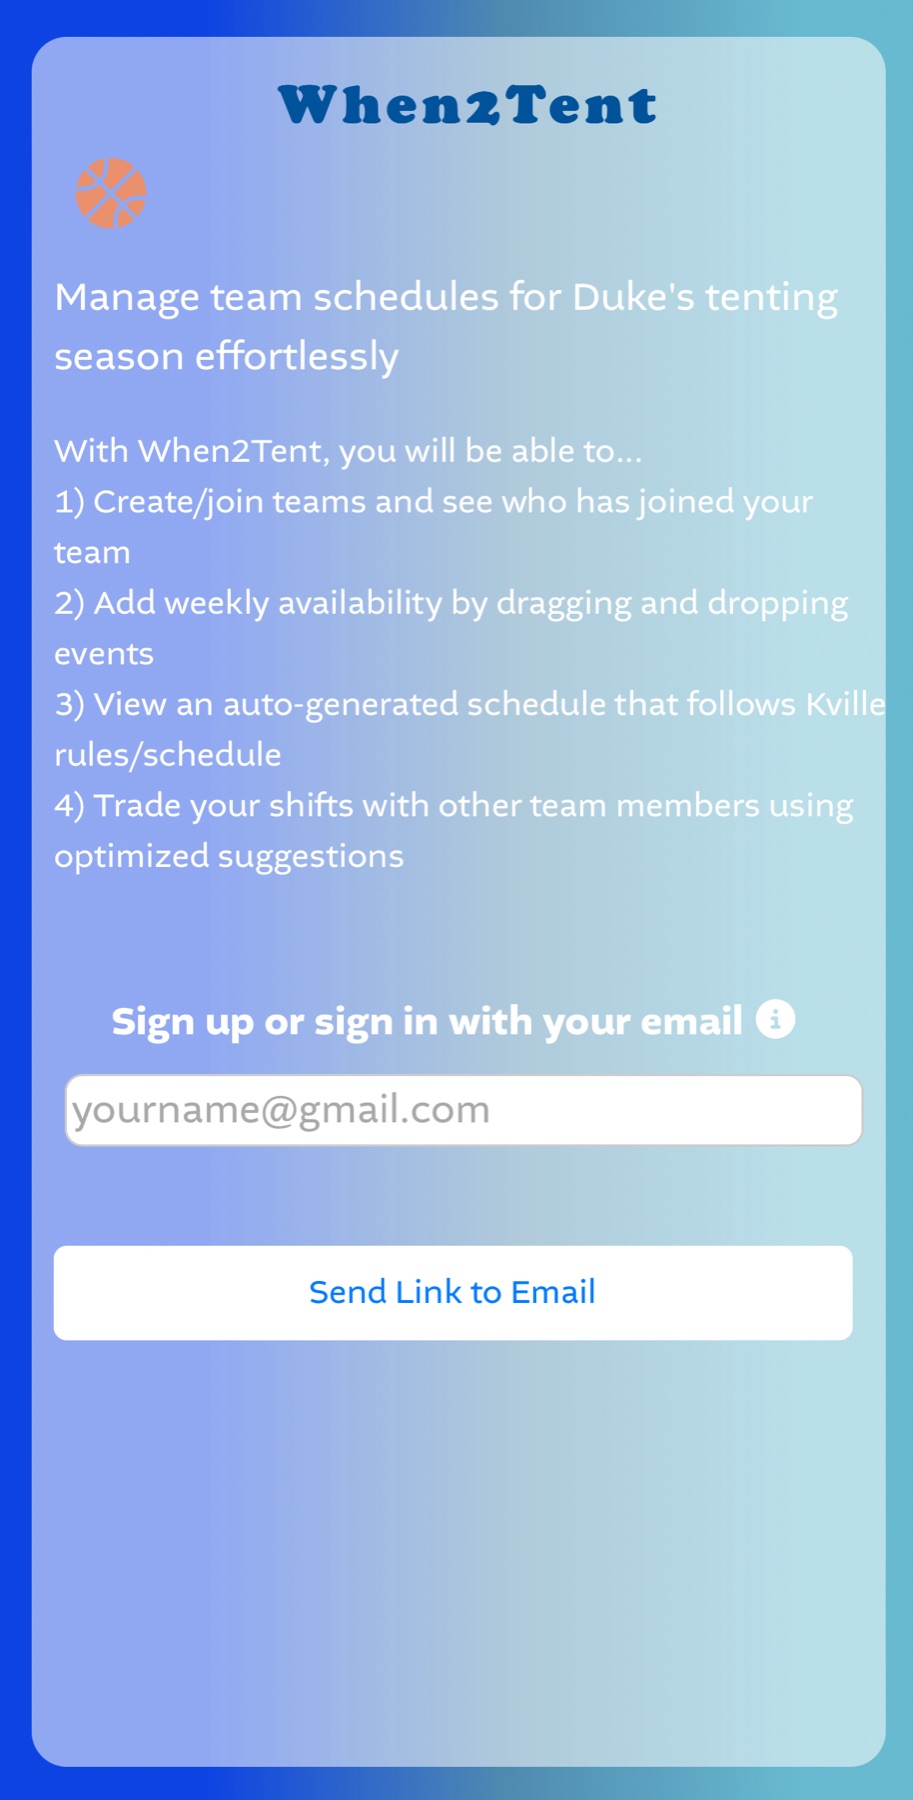 When2Tent
Manage team schedules for Duke's tenting
season effortlessly
With When2Tent, you will be able to...
1) Create/join teams and see who has joined your
team
2) Add weekly availability by dragging and dropping
events
3) View an auto-generated schedule that follows Kville
rules/schedule
4) Trade your shifts with other team members using
optimized suggestions
Sign up or sign in with your email
yourname@gmail.com
Send Link to Email